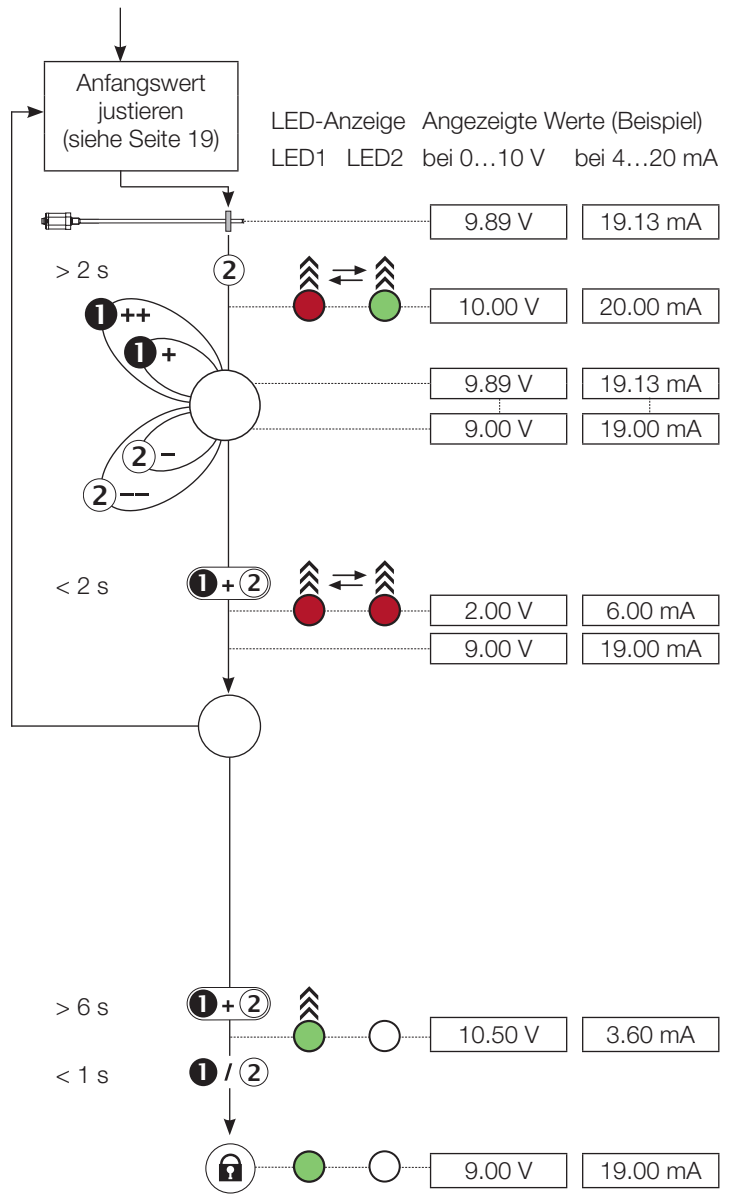 Anfangswert
justieren
(siehe Seite 19)
LED-Anzeige Angezeigte Werte (Beispiel)
LED1 LED2 bei 0…10 V bei 4…20 mA
9.89 V 19.13 mA
> 2 s 2
10.00 V 20.00 mA
1 ++
1 +
9.89 V 19.13 mA
9.00 V 19.00 mA
2 -
2 --
< 2 s 1 + 2
2.00 V 6.00 mA
9.00 V 19.00 mA
> 6 s 1 + 2
10.50 V 3.60 mA
< 1 s 1 / 2
9.00 V 19.00 mA